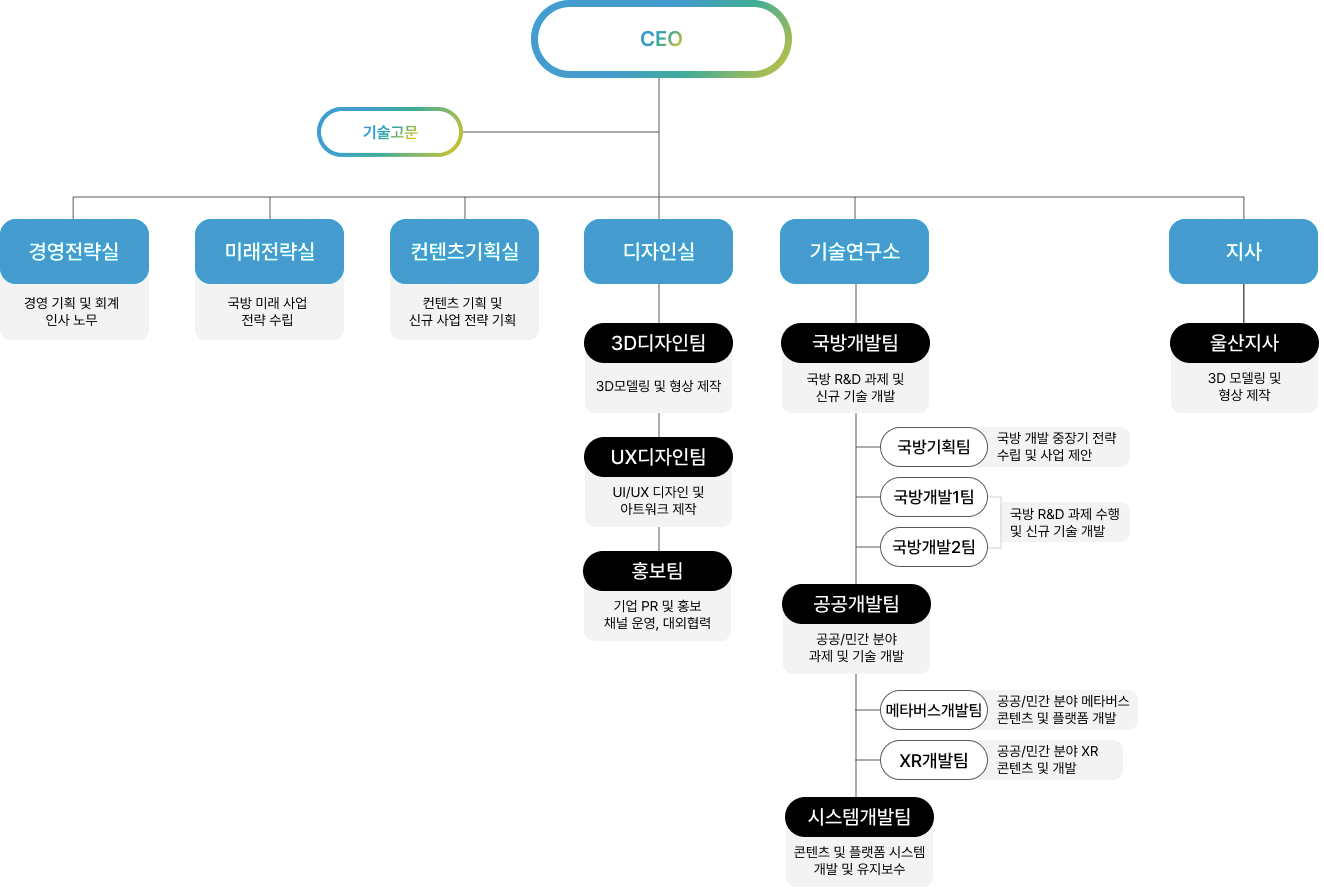 CEO
기술고문
경영전략실
경영 기획 및 회계
인사 노무
미래전략실
국방 미래 사업
전략 수립
컨텐츠기획실
컨텐츠 기획 및
신규 사업 전략 기획
디자인실
3D디자인팀
3D모델링 및 형상 제작
UX디자인팀
UI/UX 디자인 및
아트워크 제작
홍보팀
기업 PR 및 홍보
채널 운영, 대외협력
기술연구소
국방개발팀
국방 R&D 과제 및
신규 기술 개발
국방기획팀
국방 개발 중장기 전략
수립 및 사업 제안
국방개발1팀
국방개발2팀
국방 R&D 과제 수행
및 신규 기술 개발
공공개발팀
공공/민간 분야
과제 및 기술 개발
메타버스개발팀
공공/민간 분야 메타버스
콘텐츠 및 플랫폼 개발
XR개발팀
공공/민간 분야 XR
콘텐츠 및 개발
시스템개발팀
콘텐츠 및 플랫폼 시스템
개발 및 유지보수
지사
울산지사
3D 모델링 및
형상 제작